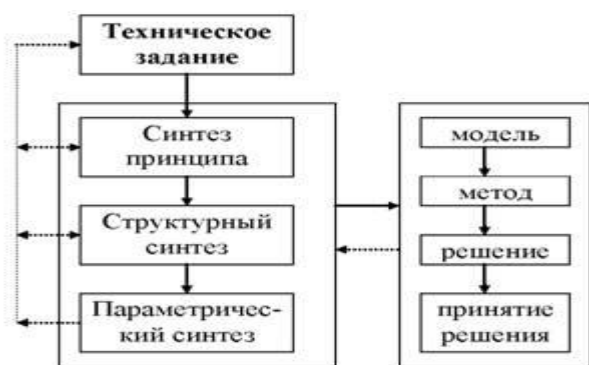 Техническое
задание
Синтез
принципа
Структурный
синтез
Параметричес-
кий синтез
модель
метод
решение
принятие
решения